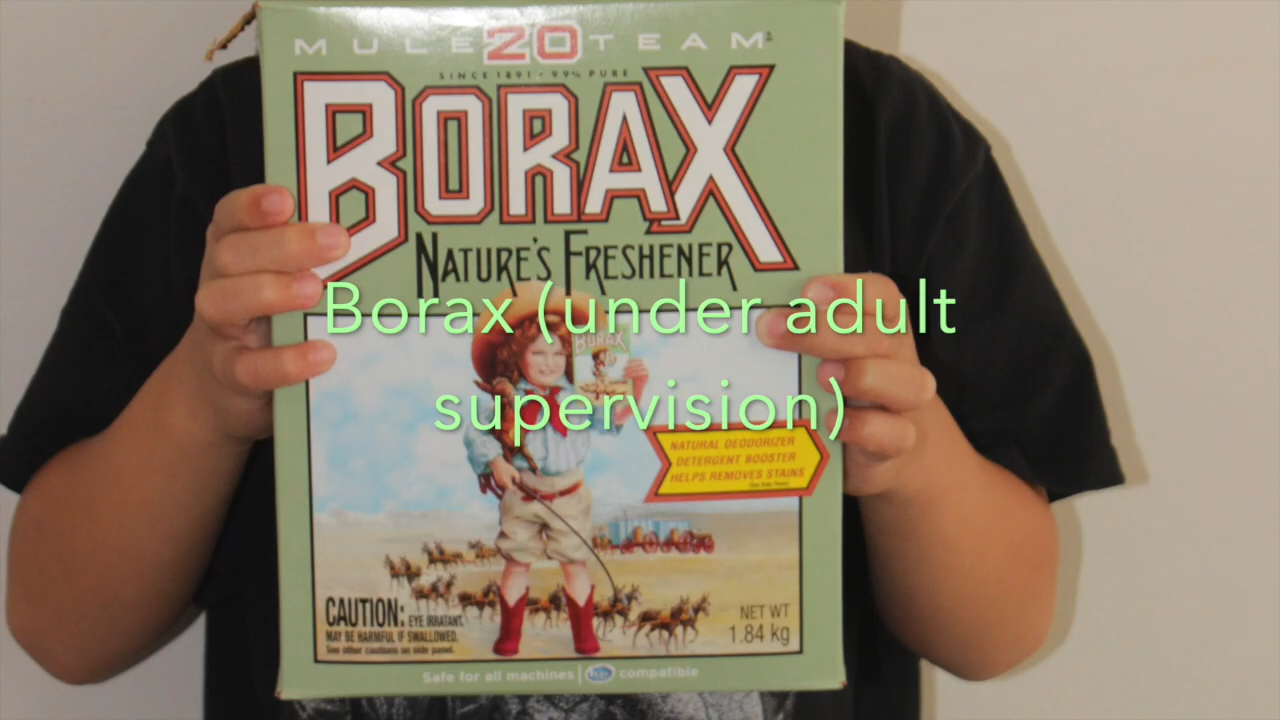 MULE 20 TEAM
SINCE 1891 · 99% PURE
BORAX
NATURE'S FRESHENER
Borax (under adult
supervision)
BORAX
NATURAL DEODORIZER
DETERGENT BOOSTER
HELPS REMOVES STAINS
CAUTION: EYE IRRITANT.
MAY BE HARMFUL IF SWALLOWED.
See other cautions on side panel.
NET WT
1.84 kg
Safe for all machines
compatible